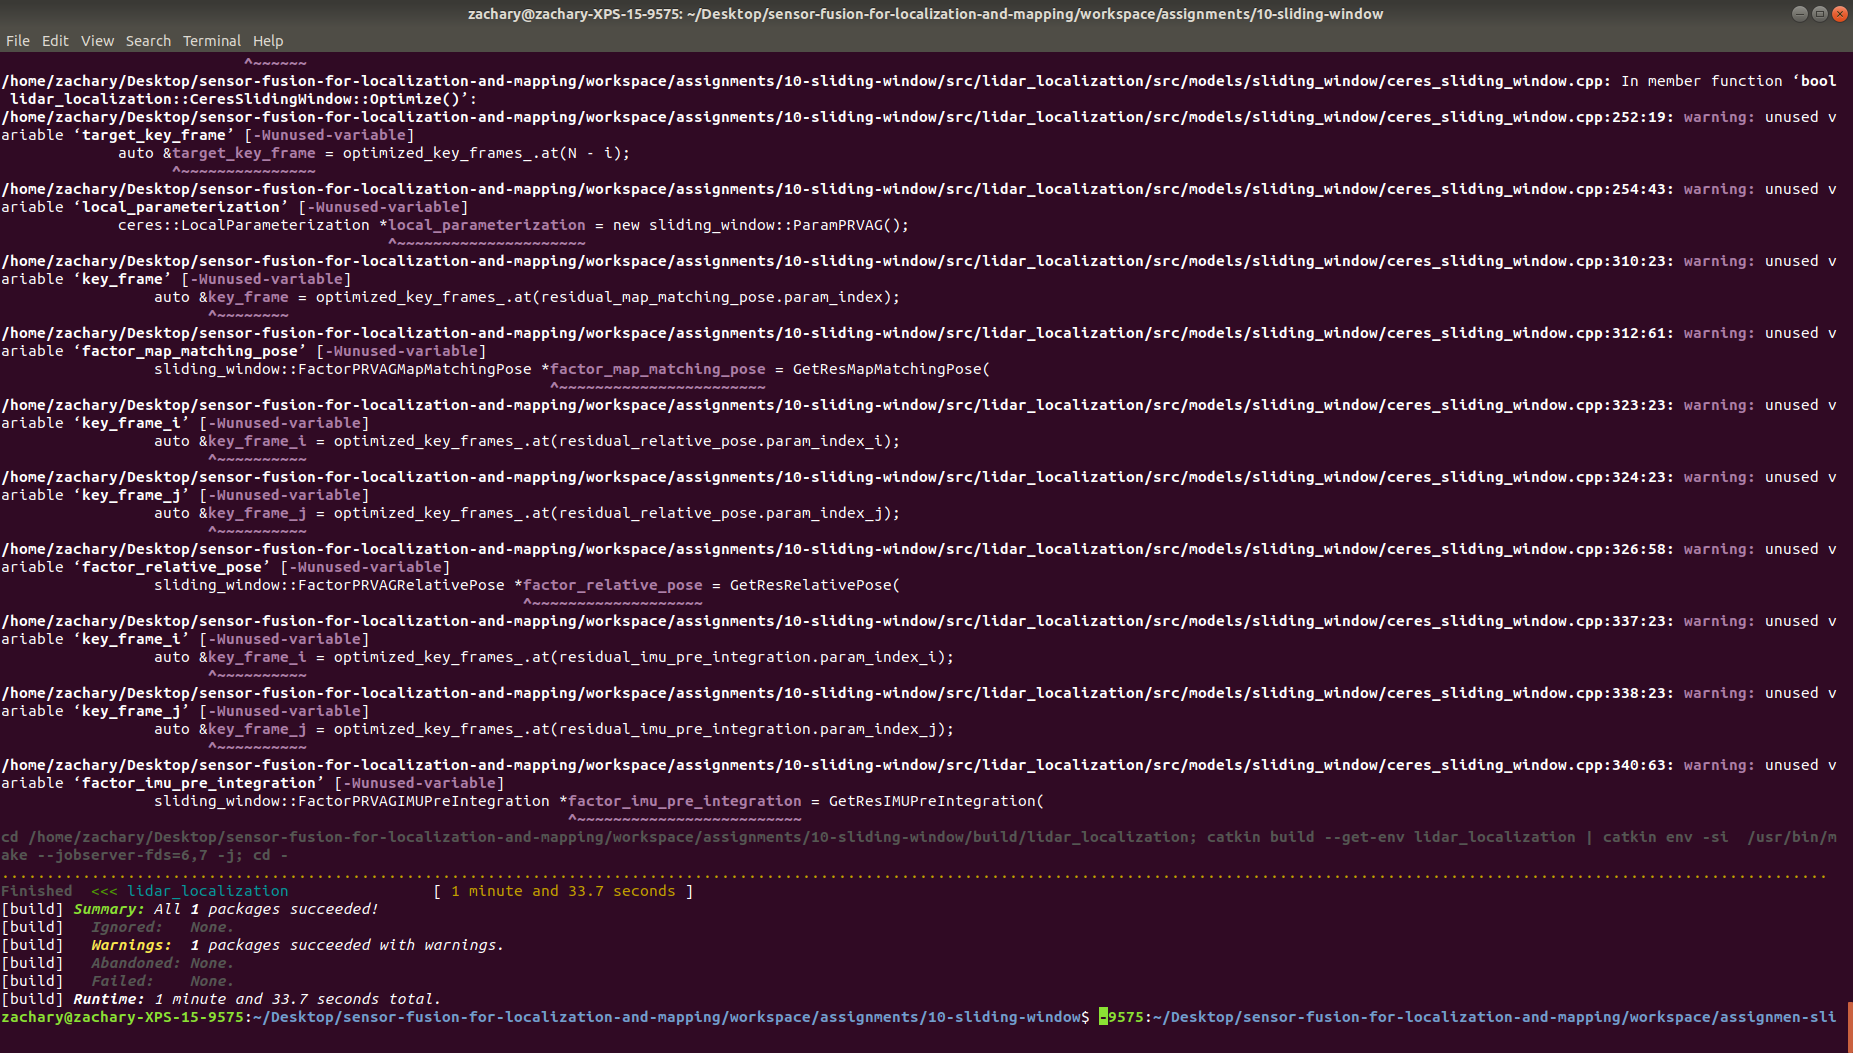 zachary@zachary-XPS-15-9575: ~/Desktop/sensor-fusion-for-localization-and-mapping/workspace/assignments/10-sliding-window
File Edit View Search Terminal Help
^~~~~~~
/home/zachary/Desktop/sensor-fusion-for-localization-and-mapping/workspace/assignments/10-sliding-window/src/lidar_localization/src/models/sliding_window/ceres_sliding_window.cpp: In member function ‘bool
lidar_localization::CeresSlidingWindow::Optimize()’:
/home/zachary/Desktop/sensor-fusion-for-localization-and-mapping/workspace/assignments/10-sliding-window/src/lidar_localization/src/models/sliding_window/ceres_sliding_window.cpp:252:19: warning: unused v
ariable ‘target_key_frame’ [-Wunused-variable]
auto &target_key_frame = optimized_key_frames_.at(N - i);
^~~~~~~~~~~~~~~~
/home/zachary/Desktop/sensor-fusion-for-localization-and-mapping/workspace/assignments/10-sliding-window/src/lidar_localization/src/models/sliding_window/ceres_sliding_window.cpp:254:43: warning: unused v
ariable ‘local_parameterization’ [-Wunused-variable]
ceres::LocalParameterization *local_parameterization = new sliding_window::ParamPRVAG();
^~~~~~~~~~~~~~~~~~~~~~
/home/zachary/Desktop/sensor-fusion-for-localization-and-mapping/workspace/assignments/10-sliding-window/src/lidar_localization/src/models/sliding_window/ceres_sliding_window.cpp:310:23: warning: unused v
ariable ‘key_frame’ [-Wunused-variable]
auto &key_frame = optimized_key_frames_.at(residual_map_matching_pose.param_index);
^~~~~~~~~
/home/zachary/Desktop/sensor-fusion-for-localization-and-mapping/workspace/assignments/10-sliding-window/src/lidar_localization/src/models/sliding_window/ceres_sliding_window.cpp:312:61: warning: unused v
ariable ‘factor_map_matching_pose’ [-Wunused-variable]
sliding_window::FactorPRVAGMapMatchingPose *factor_map_matching_pose = GetResMapMatchingPose(
^~~~~~~~~~~~~~~~~~~~~~~~
/home/zachary/Desktop/sensor-fusion-for-localization-and-mapping/workspace/assignments/10-sliding-window/src/lidar_localization/src/models/sliding_window/ceres_sliding_window.cpp:323:23: warning: unused v
ariable ‘key_frame_i’ [-Wunused-variable]
auto &key_frame_i = optimized_key_frames_.at(residual_relative_pose.param_index_i);
^~~~~~~~~~~
/home/zachary/Desktop/sensor-fusion-for-localization-and-mapping/workspace/assignments/10-sliding-window/src/lidar_localization/src/models/sliding_window/ceres_sliding_window.cpp:324:23: warning: unused v
ariable ‘key_frame_j’ [-Wunused-variable]
auto &key_frame_j = optimized_key_frames_.at(residual_relative_pose.param_index_j);
^~~~~~~~~~~
/home/zachary/Desktop/sensor-fusion-for-localization-and-mapping/workspace/assignments/10-sliding-window/src/lidar_localization/src/models/sliding_window/ceres_sliding_window.cpp:326:58: warning: unused v
ariable ‘factor_relative_pose’ [-Wunused-variable]
sliding_window::FactorPRVAGRelativePose *factor_relative_pose = GetResRelativePose(
^~~~~~~~~~~~~~~~~~~~
/home/zachary/Desktop/sensor-fusion-for-localization-and-mapping/workspace/assignments/10-sliding-window/src/lidar_localization/src/models/sliding_window/ceres_sliding_window.cpp:337:23: warning: unused v
ariable ‘key_frame_i’ [-Wunused-variable]
auto &key_frame_i = optimized_key_frames_.at(residual_imu_pre_integration.param_index_i);
^~~~~~~~~~~
/home/zachary/Desktop/sensor-fusion-for-localization-and-mapping/workspace/assignments/10-sliding-window/src/lidar_localization/src/models/sliding_window/ceres_sliding_window.cpp:338:23: warning: unused v
ariable ‘key_frame_j’ [-Wunused-variable]
auto &key_frame_j = optimized_key_frames_.at(residual_imu_pre_integration.param_index_j);
^~~~~~~~~~~
/home/zachary/Desktop/sensor-fusion-for-localization-and-mapping/workspace/assignments/10-sliding-window/src/lidar_localization/src/models/sliding_window/ceres_sliding_window.cpp:340:63: warning: unused v
ariable ‘factor_imu_pre_integration’ [-Wunused-variable]
sliding_window::FactorPRVAGIMUPreIntegration *factor_imu_pre_integration = GetResIMUPreIntegration(
^~~~~~~~~~~~~~~~~~~~~~~~~~
cd /home/zachary/Desktop/sensor-fusion-for-localization-and-mapping/workspace/assignments/10-sliding-window/build/lidar_localization; catkin build --get-env lidar_localization | catkin env -si  /usr/bin/m
ake --jobserver-fds=6,7 -j; cd -
Finished <<< lidar_localization [ 1 minute and 33.7 seconds ]
[build] Summary: All 1 packages succeeded!
[build] Ignored: None.
[build] Warnings: 1 packages succeeded with warnings.
[build] Abandoned: None.
[build] Failed: None.
[build] Runtime: 1 minute and 33.7 seconds total.
zachary@zachary-XPS-15-9575:~/Desktop/sensor-fusion-for-localization-and-mapping/workspace/assignments/10-sliding-window$ -9575:~/Desktop/sensor-fusion-for-localization-and-mapping/workspace/assignmen-sli